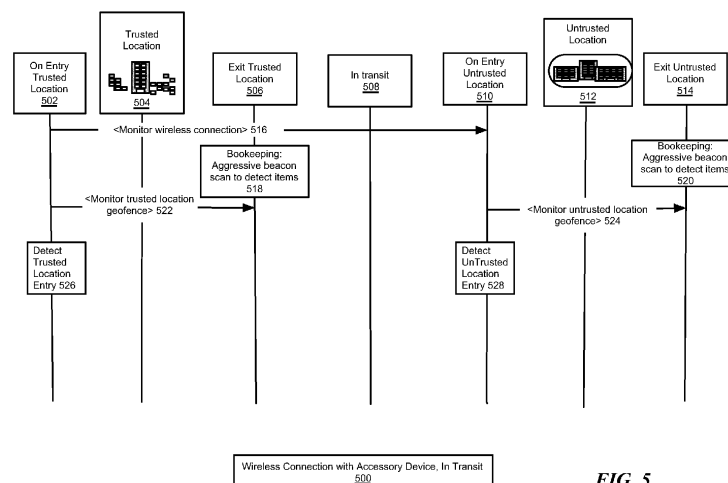 On Entry
Trusted
Location
502
Trusted
Location
504
Exit Trusted
Location
506
In transit
508
On Entry
Untrusted
Location
510
Untrusted
Location
512
Exit Untrusted
Location
514
<Monitor wireless connection> 516
Bookeeping:
Aggressive beacon
scan to detect items
518
Bookeeping:
Aggressive beacon
scan to detect items
520
<Monitor trusted location
geofence> 522
<Monitor untrusted location
geofence> 524
Detect
Trusted
Location
Entry 526
Detect
UnTrusted
Location
Entry 528
Wireless Connection with Accessory Device, In Transit
500
FIG. 5